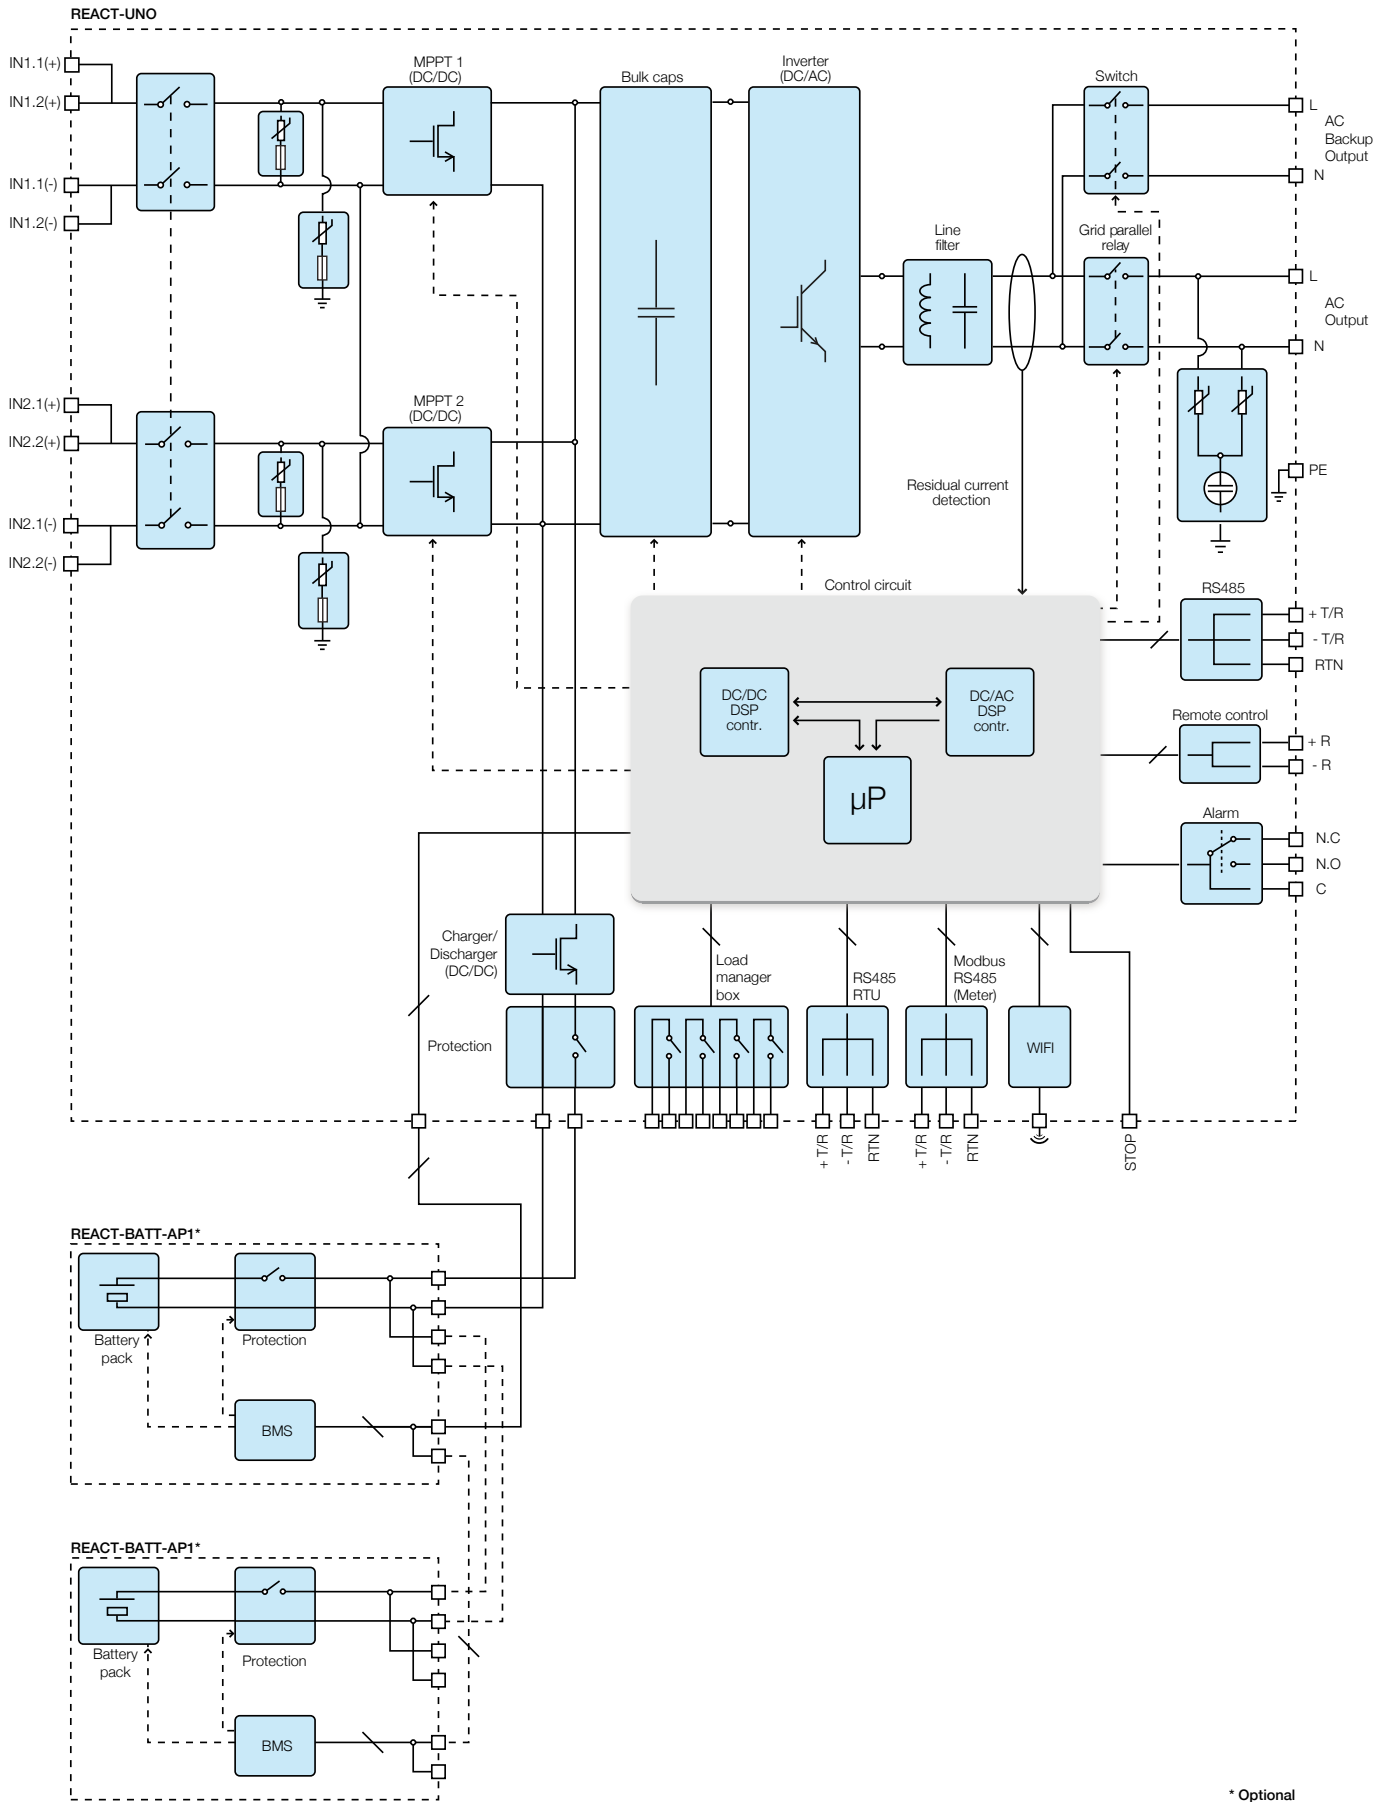 REACT-UNO
IN1.1(+)
IN1.2(+)
IN1.1(-)
IN1.2(-)
MPPT 1
(DC/DC)
Bulk caps
Inverter
(DC/AC)
Switch
L
AC
Backup
Output
N
Line
filter
Grid parallel
relay
L
AC
Output
N
IN2.1(+)
IN2.2(+)
IN2.1(-)
IN2.2(-)
MPPT 2
(DC/DC)
Residual current
detection
PE
Control circuit
RS485
+ T/R
- T/R
RTN
DC/DC
DSP
contr.
DC/AC
DSP
contr.
µP
Remote control
+ R
- R
Alarm
N.C
N.O
C
Charger/
Discharger
(DC/DC)
Protection
Load
manager
box
RS485
RTU
Modbus
RS485
(Meter)
WIFI
+ T/R
- T/R
RTN
+ T/R
- T/R
RTN
STOP
REACT-BATT-AP1*
Battery
pack
Protection
BMS
REACT-BATT-AP1*
Battery
pack
Protection
BMS
* Optional